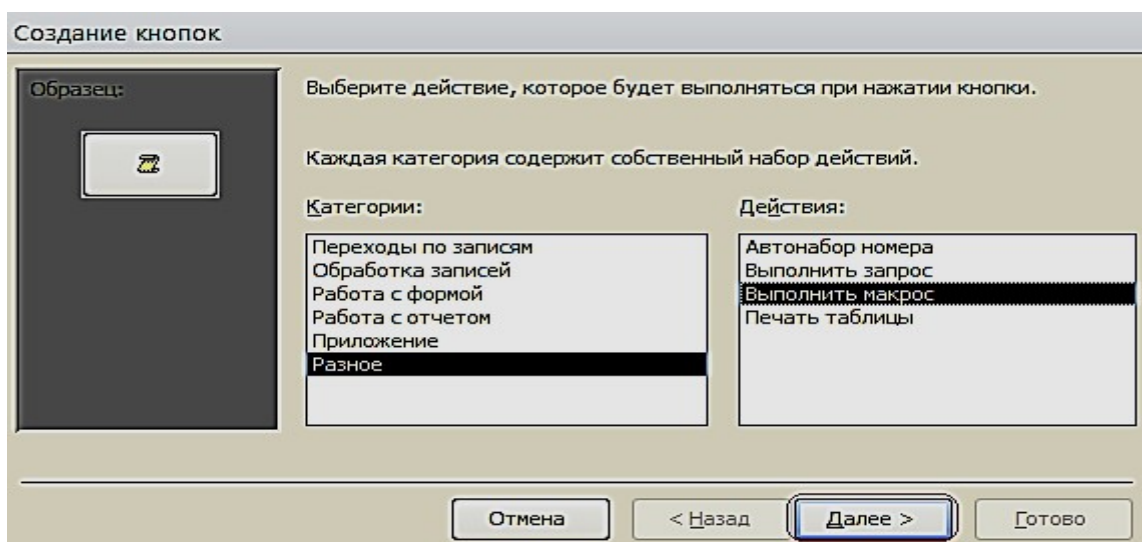 Создание кнопок
Образец:
Выберите действие, которое будет выполняться при нажатии кнопки.
Каждая категория содержит собственный набор действий.
Категории:
Переходы по записям
Обработка записей
Работа с формой
Работа с отчетом
Приложение
Разное
Действия:
Автонабор номера
Выполнить запрос
Выполнить макрос
Печать таблицы
Отмена
< Назад
Далее >
Готово